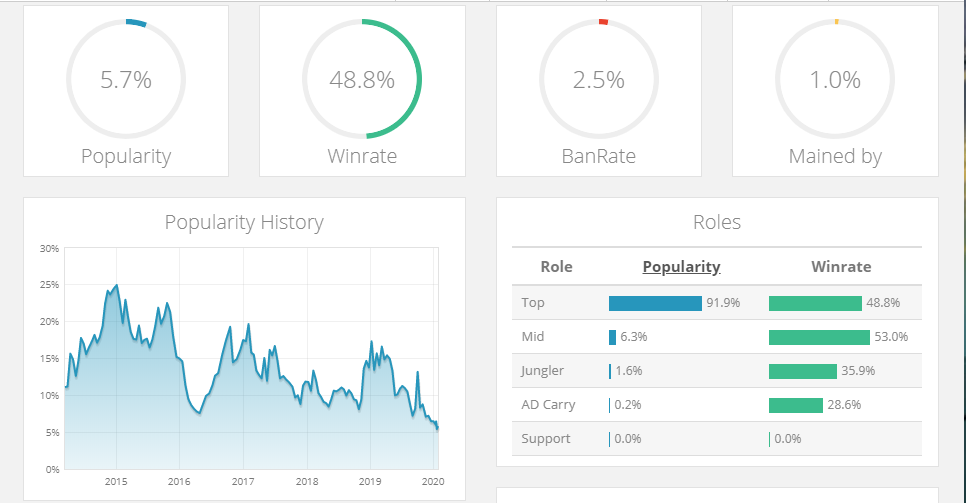 5.7%
Popularity
48.8%
Winrate
2.5%
BanRate
1.0%
Mained by
Popularity History
30%
25%
20%
15%
10%
5%
0%
2015 2016 2017 2018 2019 2020
Roles
Role Popularity Winrate
Top 91.9% 48.8%
Mid 6.3% 53.0%
Jungler 1.6% 35.9%
AD Carry 0.2% 28.6%
Support 0.0% 0.0%